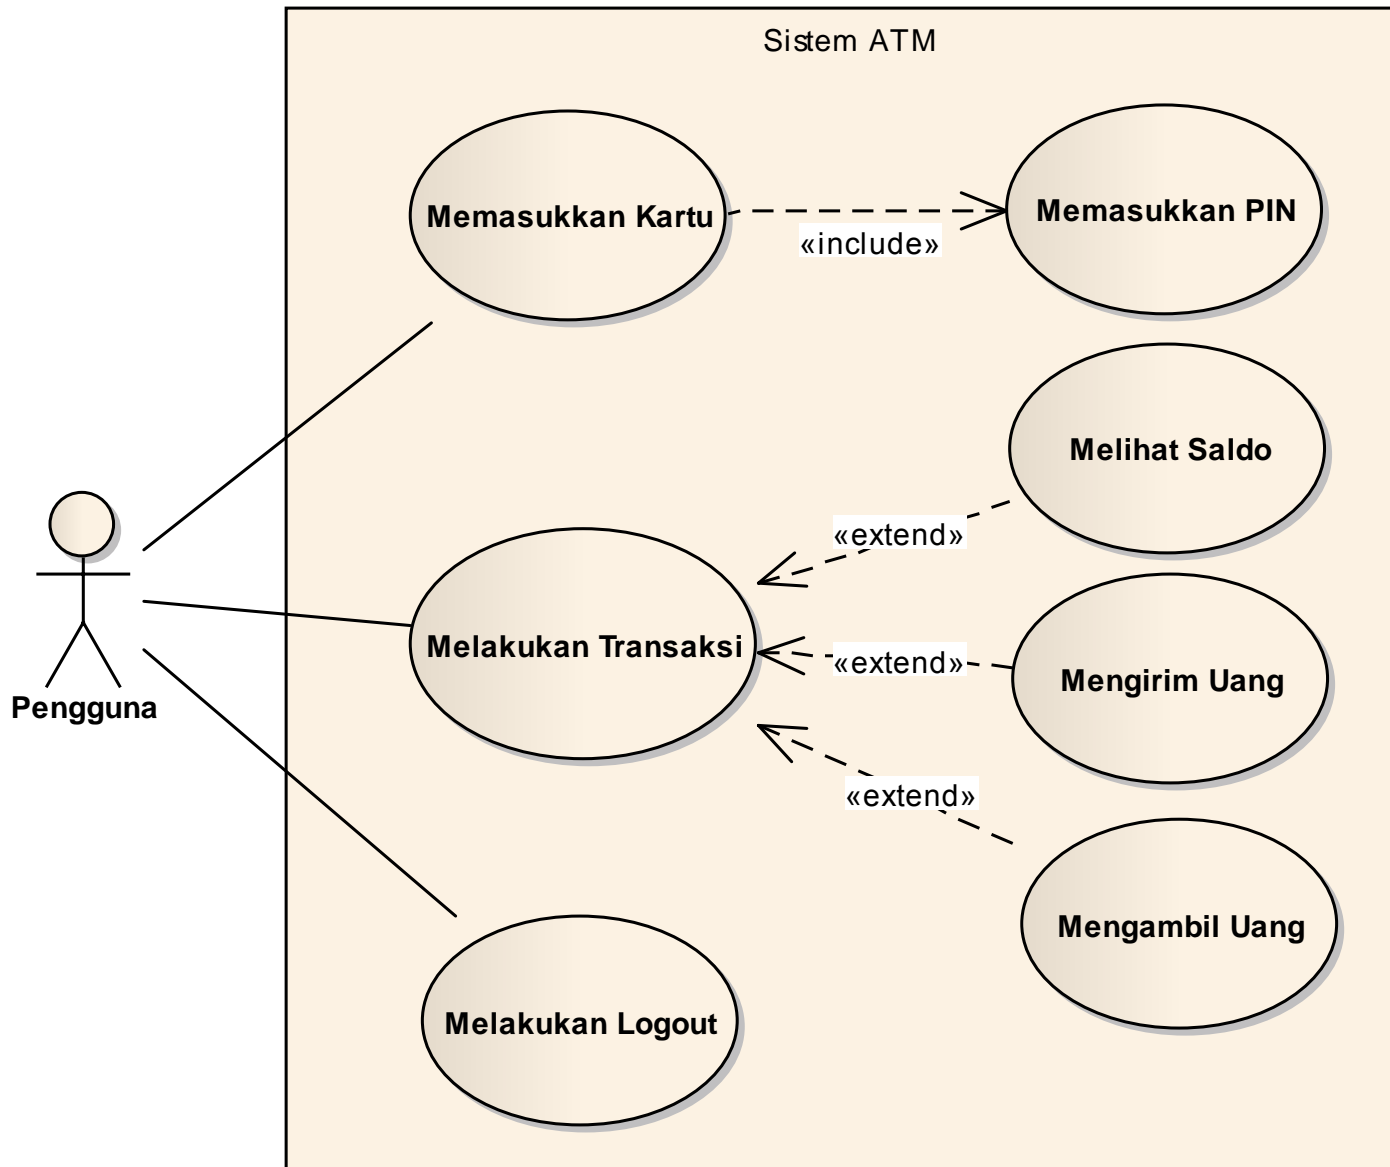 Sistem ATM
Memasukkan Kartu
Memasukkan PIN
«include»
Melihat Saldo
«extend»
Melakukan Transaksi
«extend»
Mengirim Uang
Pengguna
«extend»
Mengambil Uang
Melakukan Logout